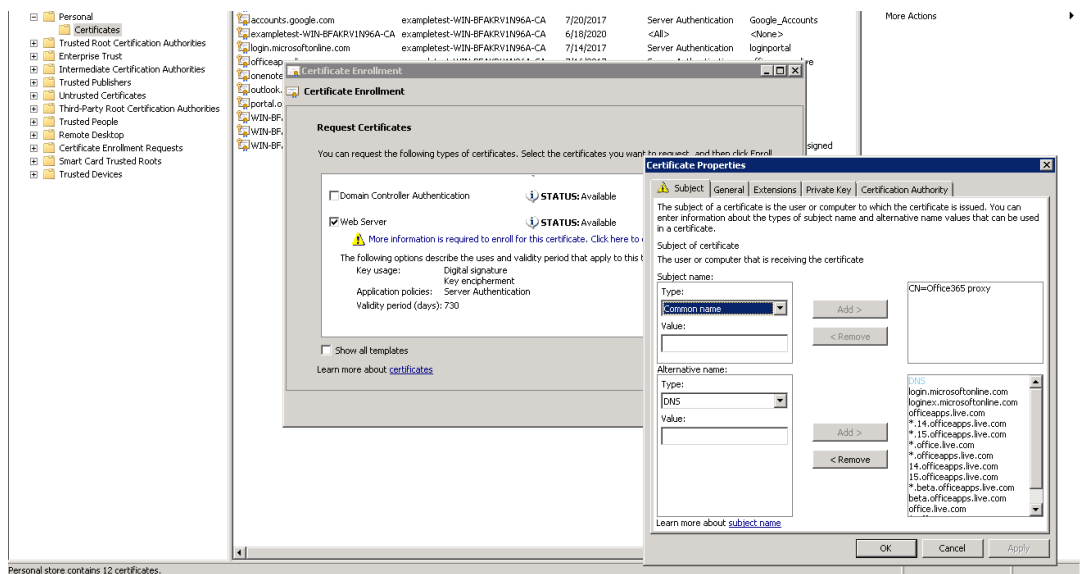 Personal
Certificates
Trusted Root Certification Authorities
Enterprise Trust
Intermediate Certification Authorities
Trusted Publishers
Untrusted Certificates
Third-Party Root Certification Authorities
Trusted People
Remote Desktop
Certificate Enrollment Requests
Smart Card Trusted Roots
Trusted Devices
accounts.google.com exampletest-WIN-BFAKRV1N96A-CA 7/20/2017 Server Authentication Google_Accounts
exampletest-WIN-BFAKRV1N96A-CA exampletest-WIN-BFAKRV1N96A-CA 6/18/2020 <All> <None>
login.microsoftonline.com exampletest-WIN-BFAKRV1N96A-CA 7/14/2017 Server Authentication loginportal
officeap
onenote
outlook.
portal.o
WIN-BF
WIN-BF
WIN-BF
signed
More Actions
Certificate Enrollment
Certificate Enrollment
Request Certificates
You can request the following types of certificates. Select the certificates you want to request, and then click Enroll.
Domain Controller Authentication STATUS: Available
Web Server STATUS: Available
More information is required to enroll for this certificate. Click here to
The following options describe the uses and validity period that apply to this t
Key usage: Digital signature
Key encipherment
Application policies: Server Authentication
Validity period (days): 730
Show all templates
Learn more about certificates
Certificate Properties
Subject General Extensions Private Key Certification Authority
The subject of a certificate is the user or computer to which the certificate is issued. You can
enter information about the types of subject name and alternative name values that can be used
in a certificate.
Subject of certificate
The user or computer that is receiving the certificate
Subject name:
Type:
Common name
Value:
Add >
< Remove
CN=Office365 proxy
Alternative name:
Type:
DNS
Value:
Add >
< Remove
DNS
login.microsoftonline.com
loginex.microsoftonline.com
officeapps.live.com
*.14.officeapps.live.com
*.15.officeapps.live.com
*.office.live.com
*.officeapps.live.com
14.officeapps.live.com
15.officeapps.live.com
*.beta.officeapps.live.com
beta.officeapps.live.com
office.live.com
Learn more about subject name
OK Cancel Apply
Personal store contains 12 certificates.